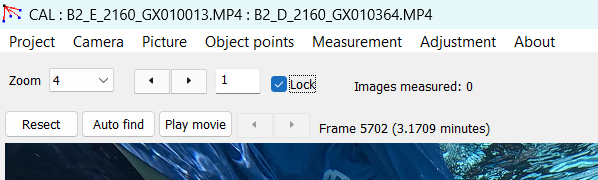 CAL : B2_E_2160_GX010013.MP4 : B2_D_2160_GX010364.MP4
Project Camera Picture Object points Measurement Adjustment About
Zoom 4 1 Lock Images measured: 0
Resect Auto find Play movie Frame 5702 (3.1709 minutes)